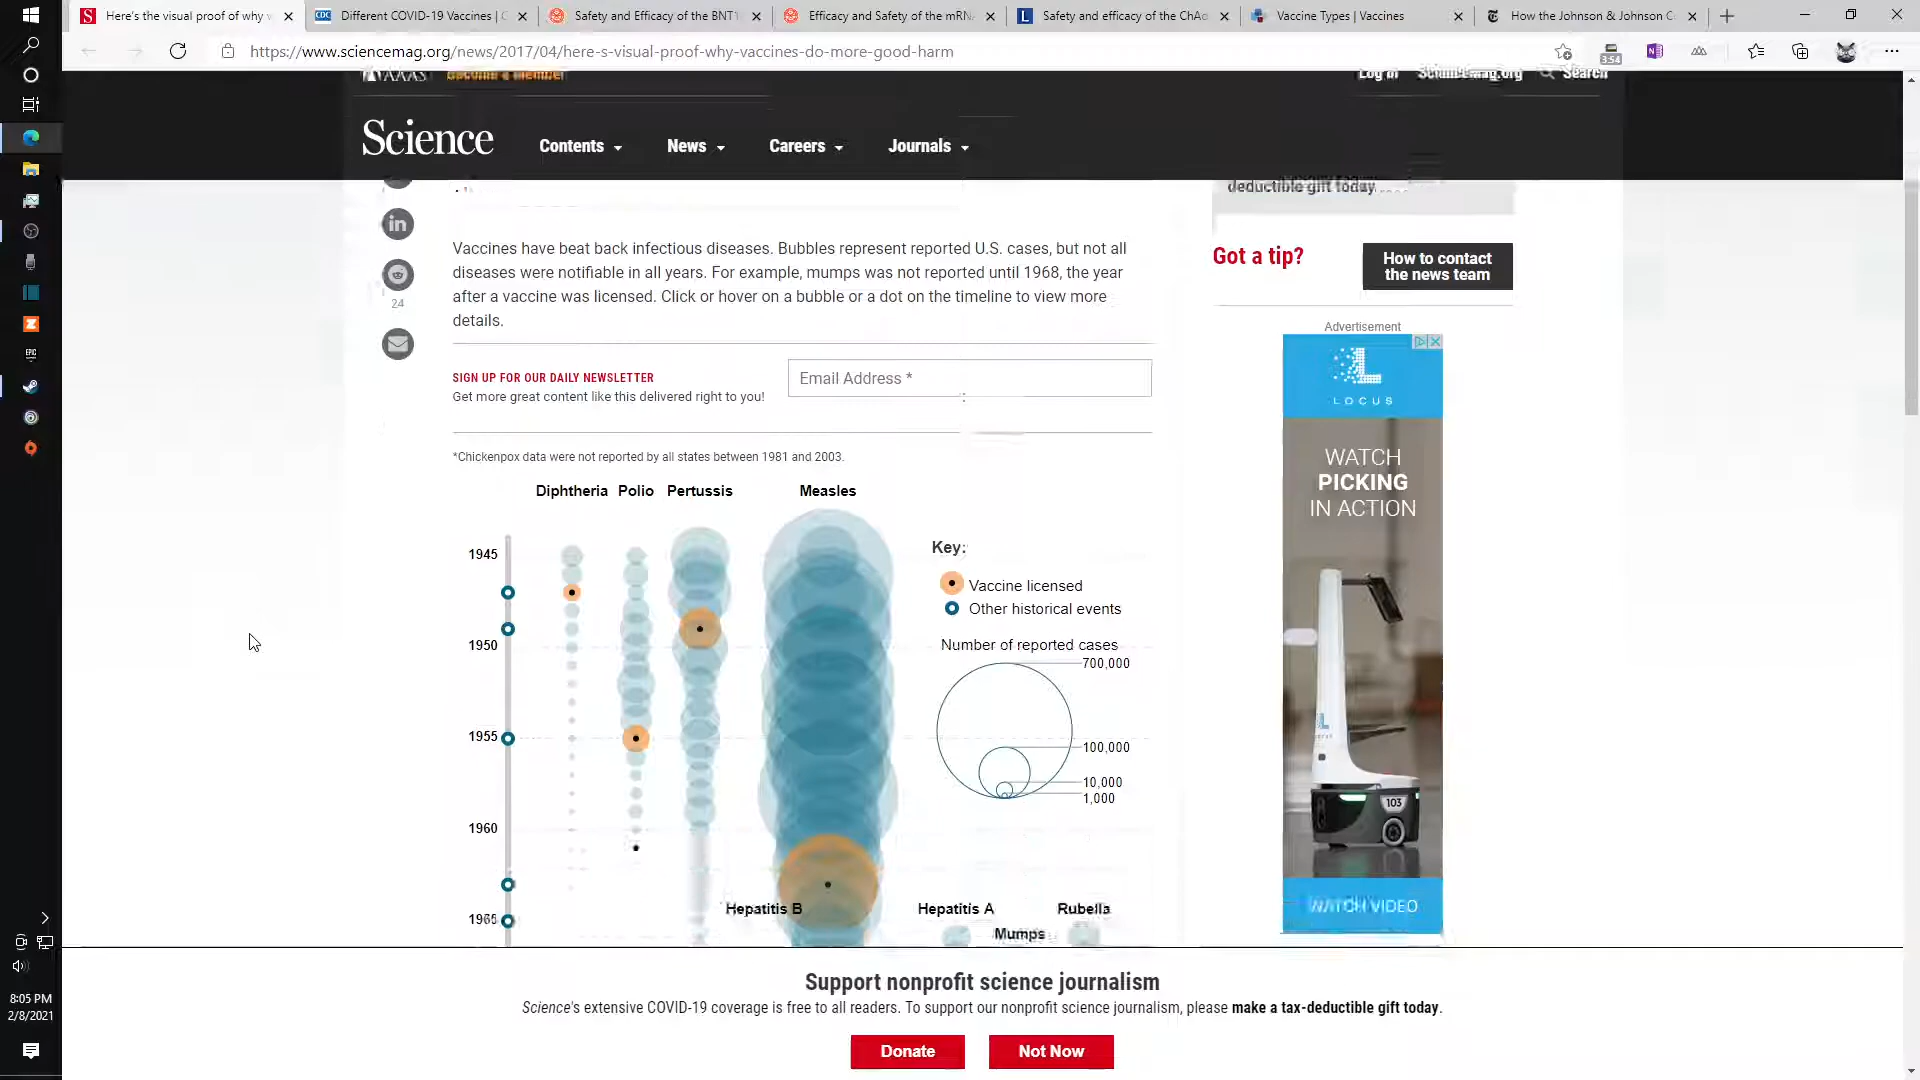 Here's the visual proof of why v
Different COVID-19 Vaccines | C
Safety and Efficacy of the BNT1
Efficacy and Safety of the mRN
Safety and efficacy of the ChAd
Vaccine Types | Vaccines
How the Johnson & Johnson C
https://www.sciencemag.org/news/2017/04/here-s-visual-proof-why-vaccines-do-more-good-harm
3.54
AAAS
Become a member
Log In
ScienceMag.org
Search
Science
Contents
News
Careers
Journals
deductible gift today
Vaccines have beat back infectious diseases. Bubbles represent reported U.S. cases, but not all
diseases were notifiable in all years. For example, mumps was not reported until 1968, the year
after a vaccine was licensed. Click or hover on a bubble or a dot on the timeline to view more
details.
24
Got a tip?
How to contact
the news team
SIGN UP FOR OUR DAILY NEWSLETTER
Get more great content like this delivered right to you!
Email Address *
*Chickenpox data were not reported by all states between 1981 and 2003.
Diphtheria Polio Pertussis Measles
1945
1950
1955
1960
1965
Key:
Vaccine licensed
Other historical events
Number of reported cases
700,000
100,000
10,000
1,000
Hepatitis B
Hepatitis A
Rubella
Mumps
Advertisement
LOCUS
WATCH
PICKING
IN ACTION
103
WATCH VIDEO
EPIC
8:05 PM
2/8/2021
Support nonprofit science journalism
Science's extensive COVID-19 coverage is free to all readers. To support our nonprofit science journalism, please make a tax-deductible gift today.
Donate
Not Now